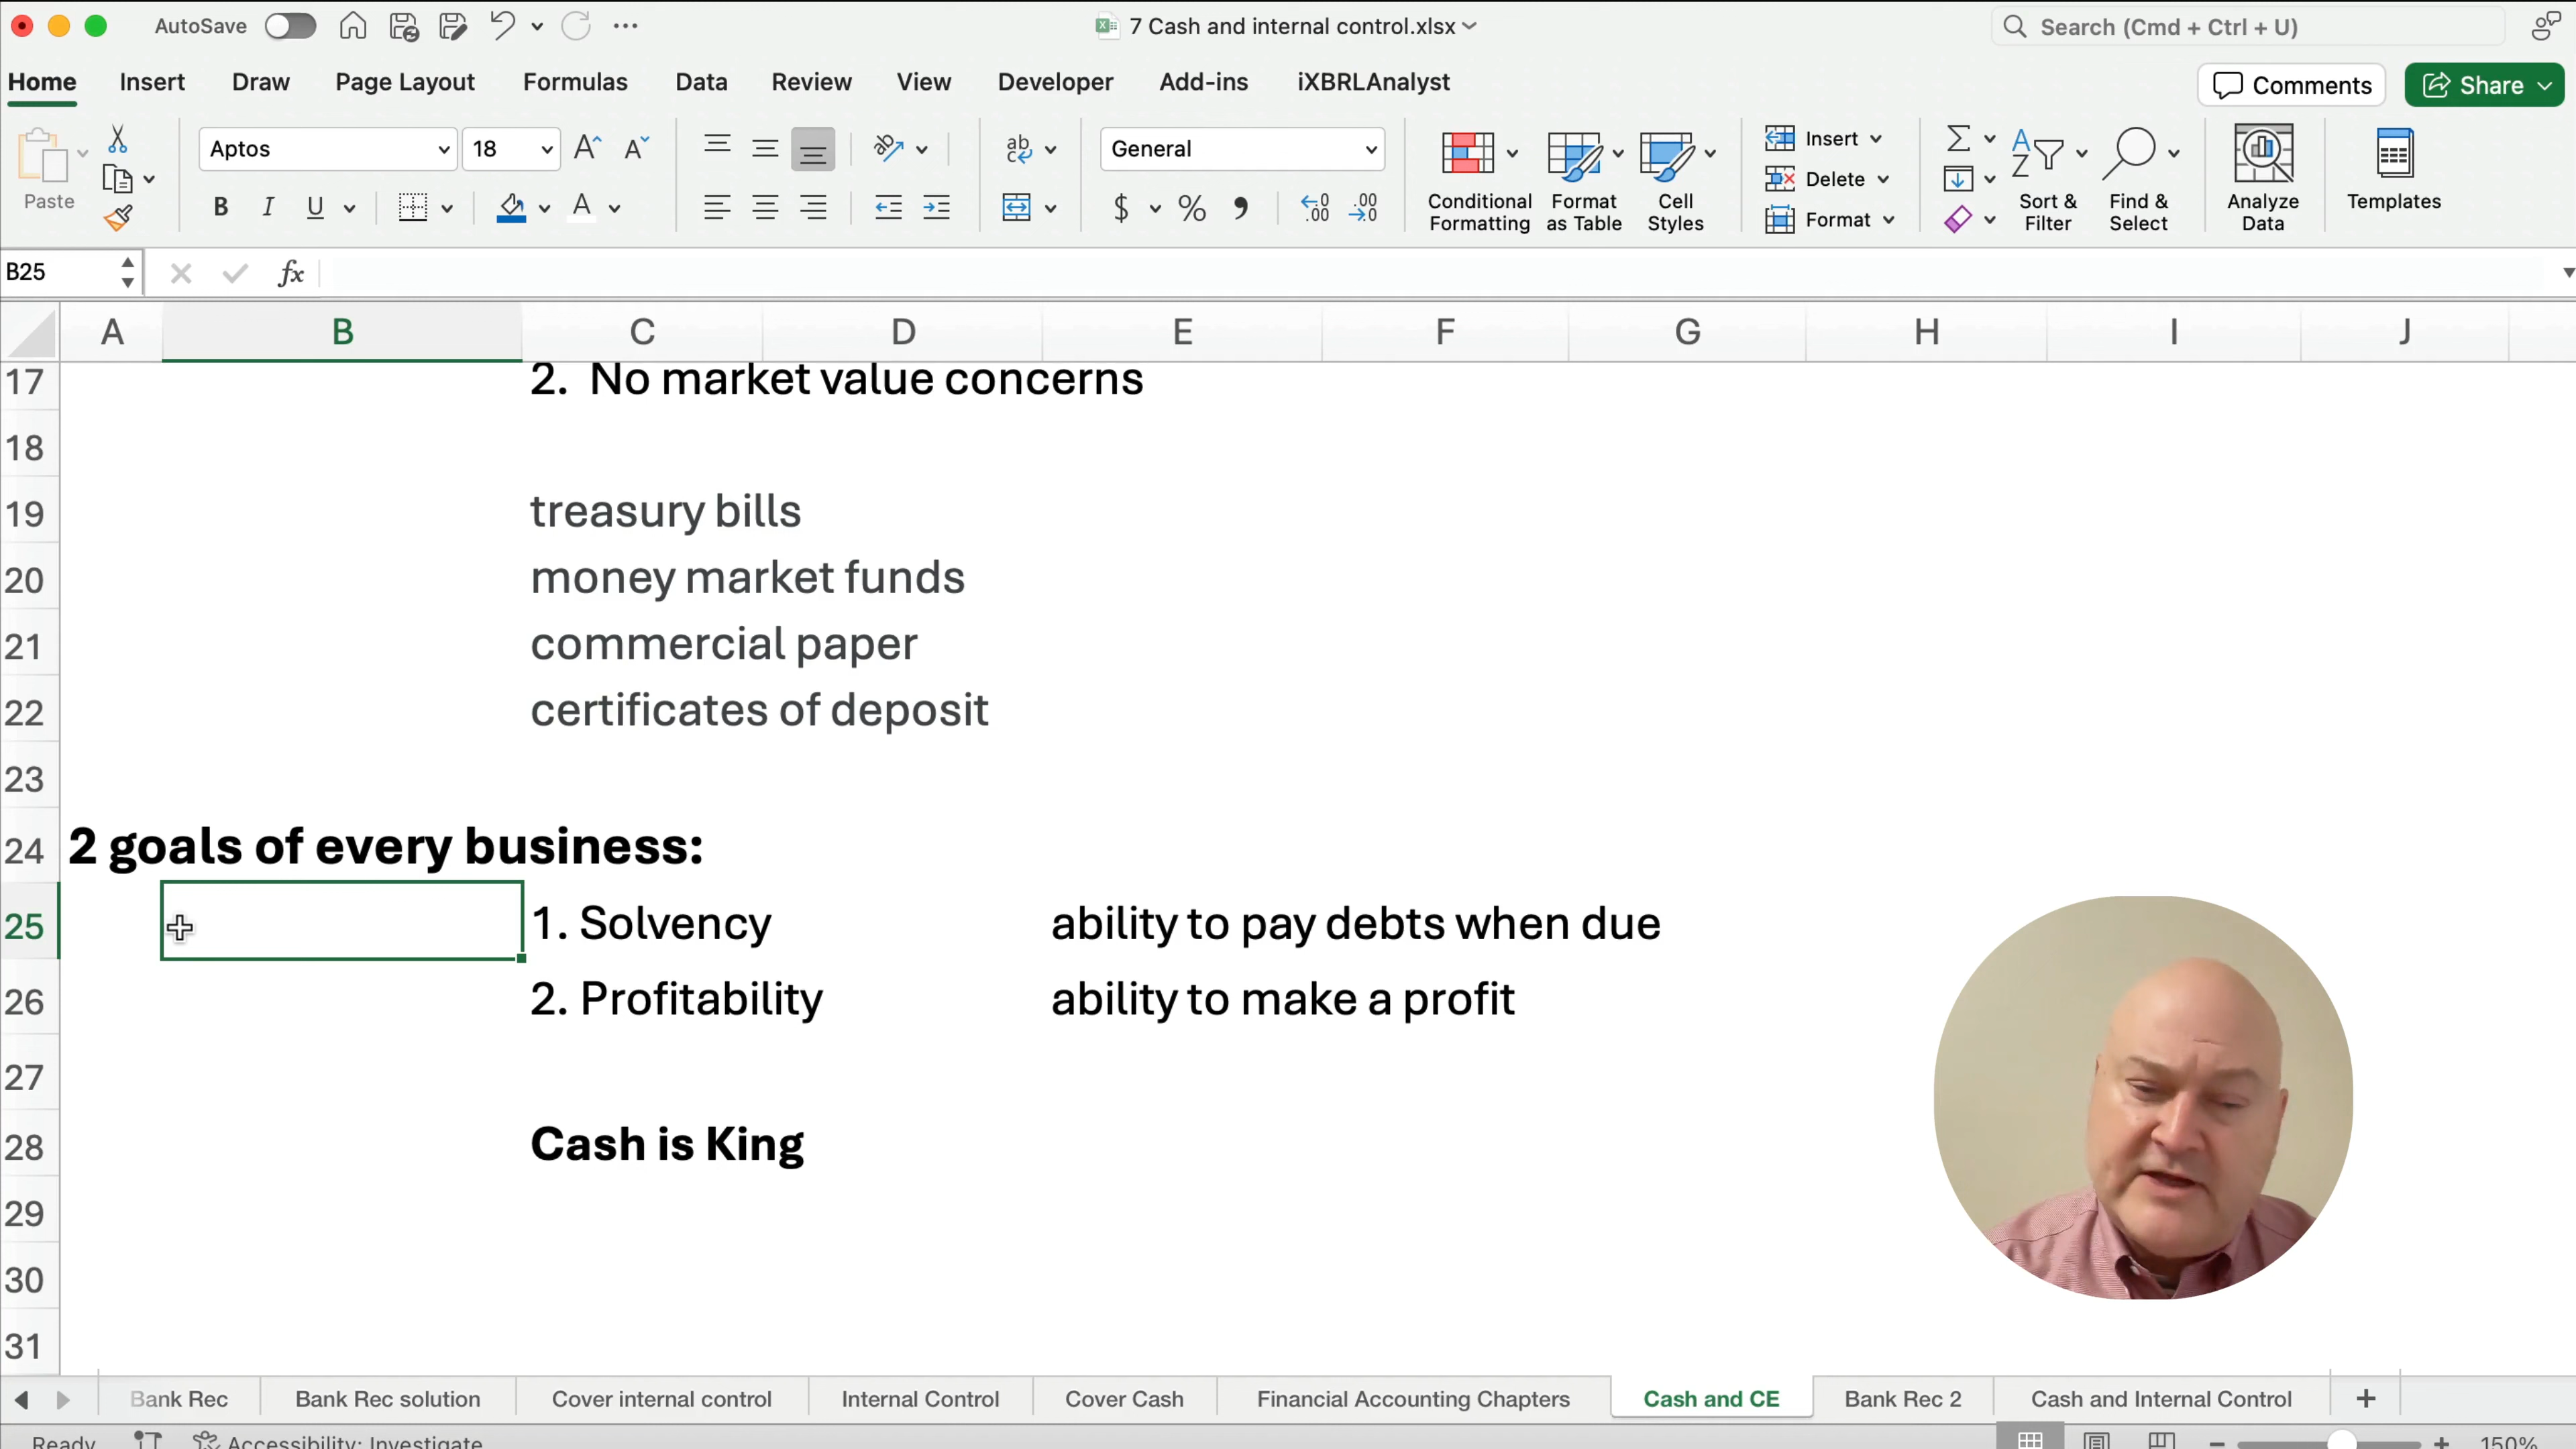 AutoSave
7 Cash and internal control.xlsx
Search (Cmd + Ctrl + U)
Home Insert Draw Page Layout Formulas Data Review View Developer Add-ins iXBRLAnalyst
Comments Share
Paste
Aptos 18
General
B I U
$ % 
Conditional Formatting
Format as Table
Cell Styles
Insert
Delete
Format
Sort & Filter
Find & Select
Analyze Data
Templates
B25 fx
A B C D E F G H I J
17 2. No market value concerns
18
19 treasury bills
20 money market funds
21 commercial paper
22 certificates of deposit
23
24 2 goals of every business:
25 1. Solvency ability to pay debts when due
26 2. Profitability ability to make a profit
27
28 Cash is King
29
30
31
Bank Rec Bank Rec solution Cover internal control Internal Control Cover Cash Financial Accounting Chapters Cash and CE Bank Rec 2 Cash and Internal Control +
Ready Accessibility: Investigate 150%